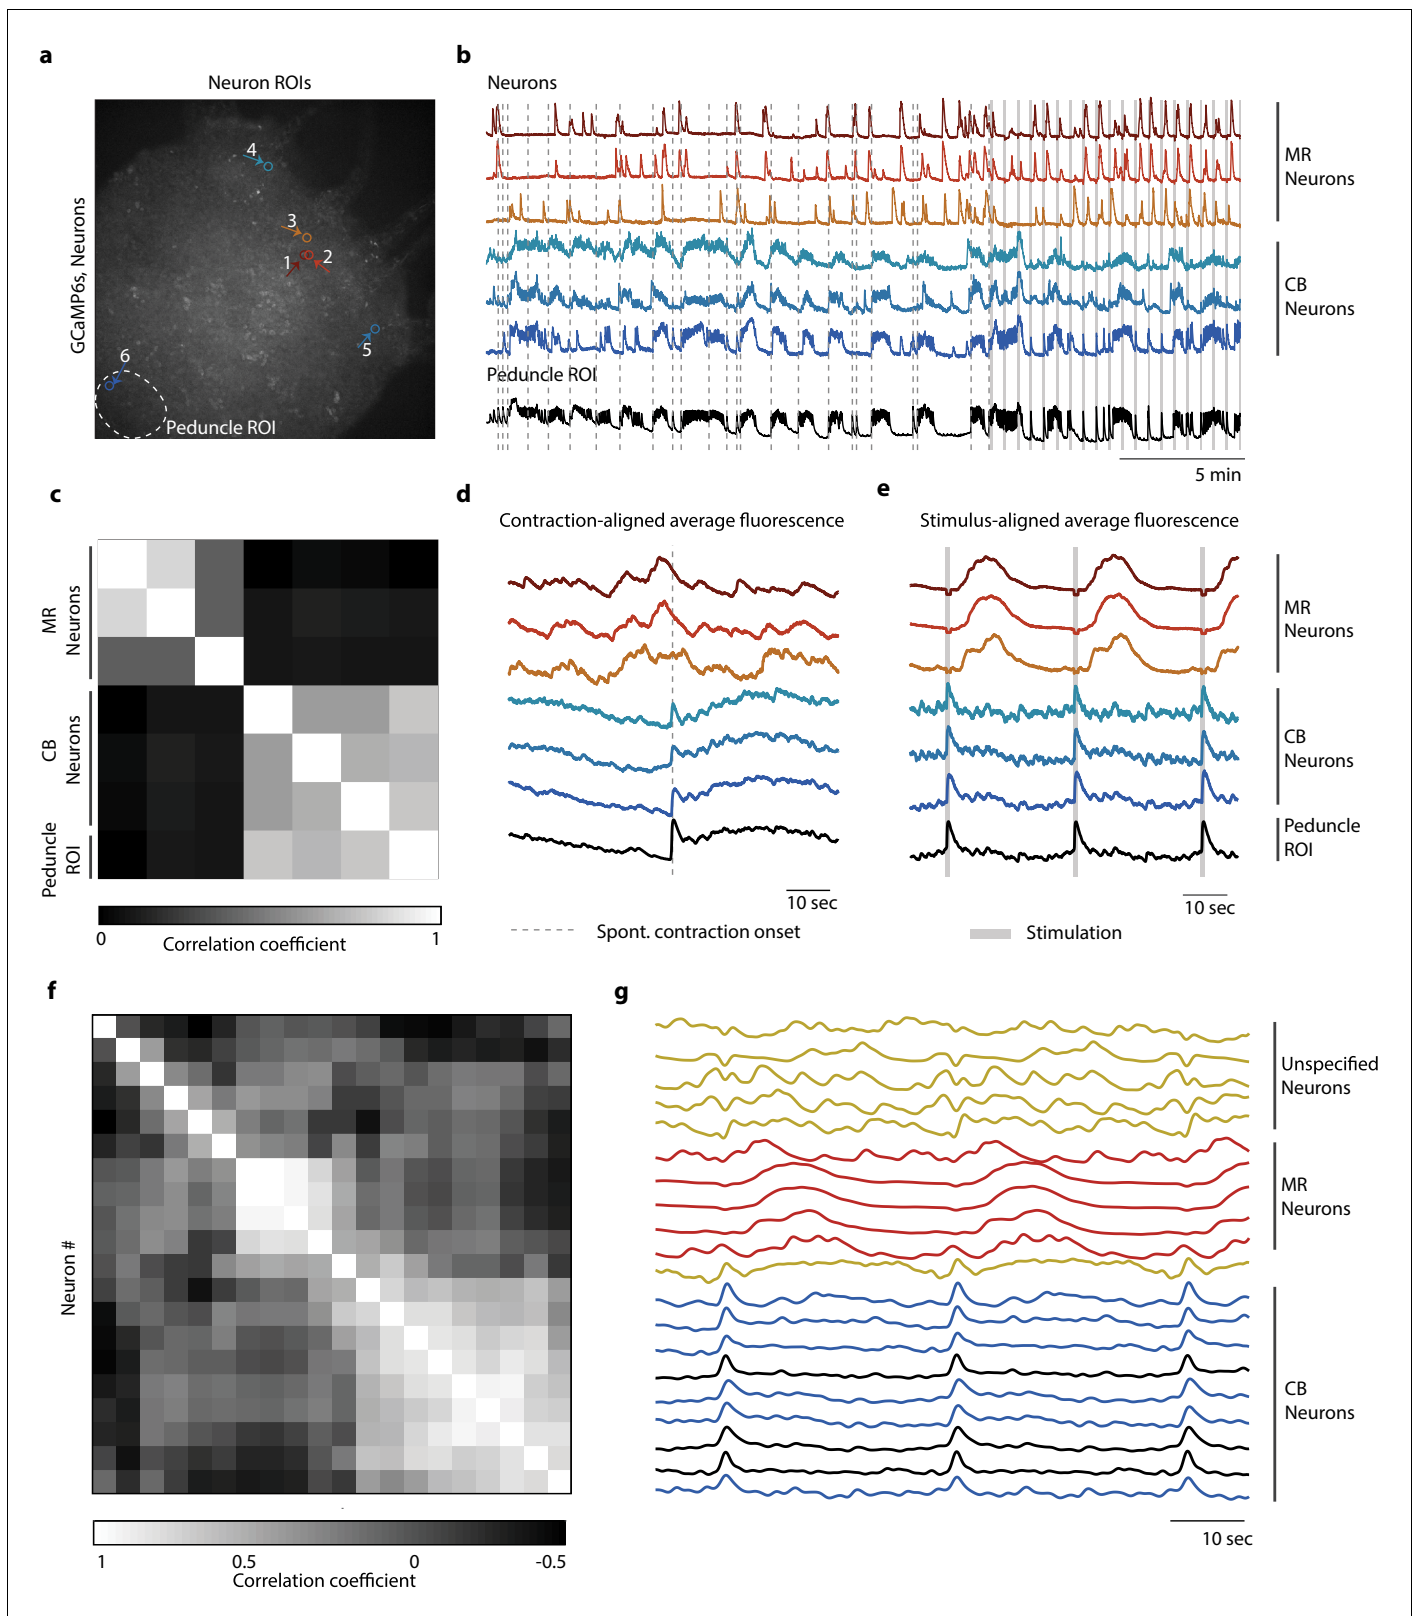 a
Neuron ROIs
GCaMP6s, Neurons
4
3
1
2
5
6
Peduncle ROI
b
Neurons
MR
Neurons
CB
Neurons
Peduncle ROI
5 min
c
MR
Neurons
CB
Neurons
Peduncle
ROI
0
1
Correlation coefficient
d
Contraction-aligned average fluorescence
10 sec
Spont. contraction onset
e
Stimulus-aligned average fluorescence
MR
Neurons
CB
Neurons
Peduncle
ROI
10 sec
Stimulation
f
Neuron #
1
0.5
0
-0.5
Correlation coefficient
g
Unspecified
Neurons
MR
Neurons
CB
Neurons
10 sec